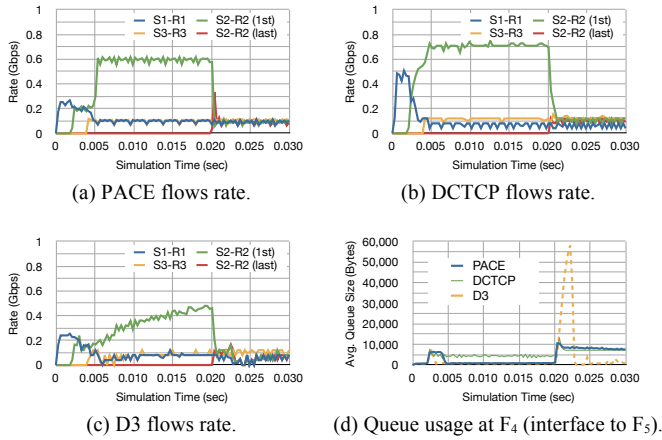 S1-R1 S2-R2 (1st)
S3-R3 S2-R2 (last)
Rate (Gbps)
1
0.8
0.6
0.4
0.2
0
0 0.005 0.010 0.015 0.020 0.025 0.030
Simulation Time (sec)
(a) PACE flows rate.
S1-R1 S2-R2 (1st)
S3-R3 S2-R2 (last)
Rate (Gbps)
1
0.8
0.6
0.4
0.2
0
0 0.005 0.010 0.015 0.020 0.025 0.030
Simulation Time (sec)
(b) DCTCP flows rate.
S1-R1 S2-R2 (1st)
S3-R3 S2-R2 (last)
Rate (Gbps)
1
0.8
0.6
0.4
0.2
0
0 0.005 0.010 0.015 0.020 0.025 0.030
Simulation Time (sec)
(c) D3 flows rate.
Avg. Queue Size (Bytes)
60,000
50,000
40,000
30,000
20,000
10,000
0
PACE
DCTCP
D3
0 0.005 0.010 0.015 0.020 0.025 0.030
Simulation Time (sec)
(d) Queue usage at F₄ (interface to F₅).